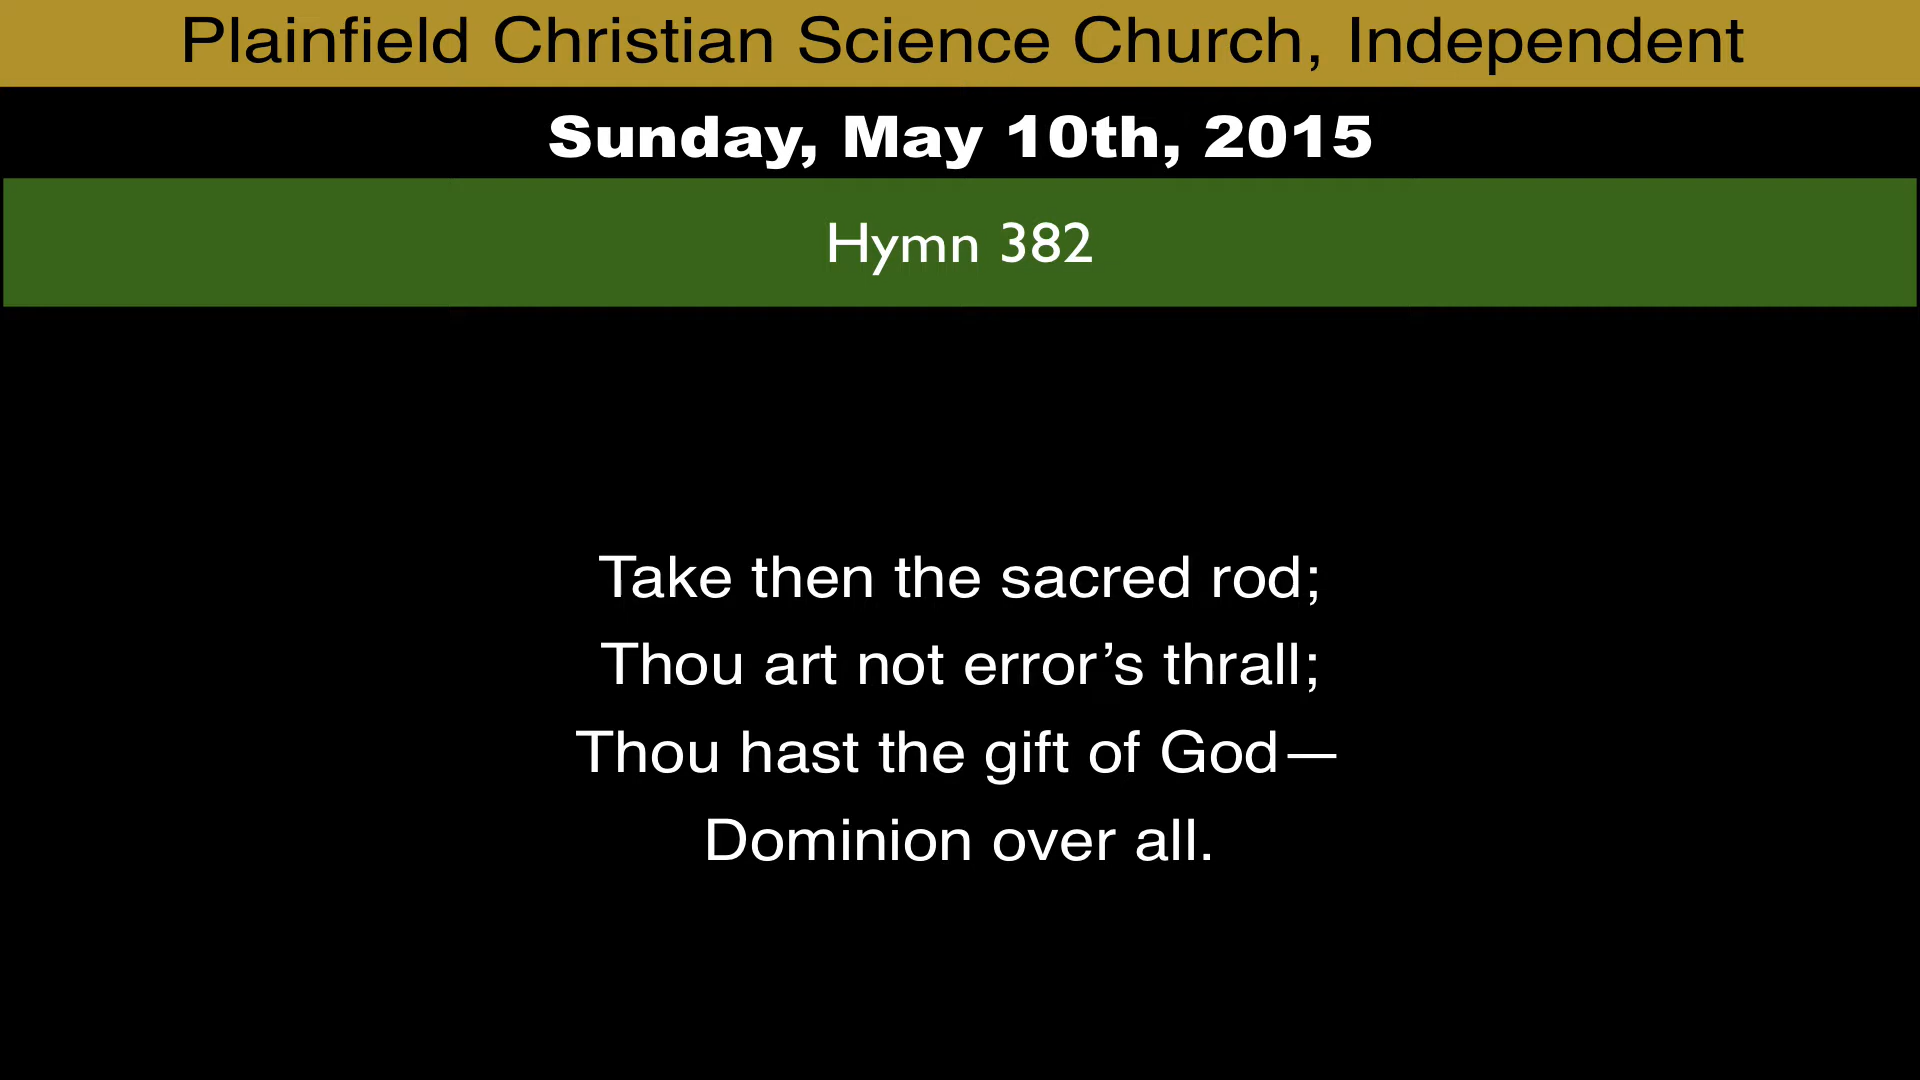 Plainfield Christian Science Church, Independent
Sunday, May 10th, 2015
Hymn 382
Take then the sacred rod;
Thou art not error’s thrall;
Thou hast the gift of God—
Dominion over all.